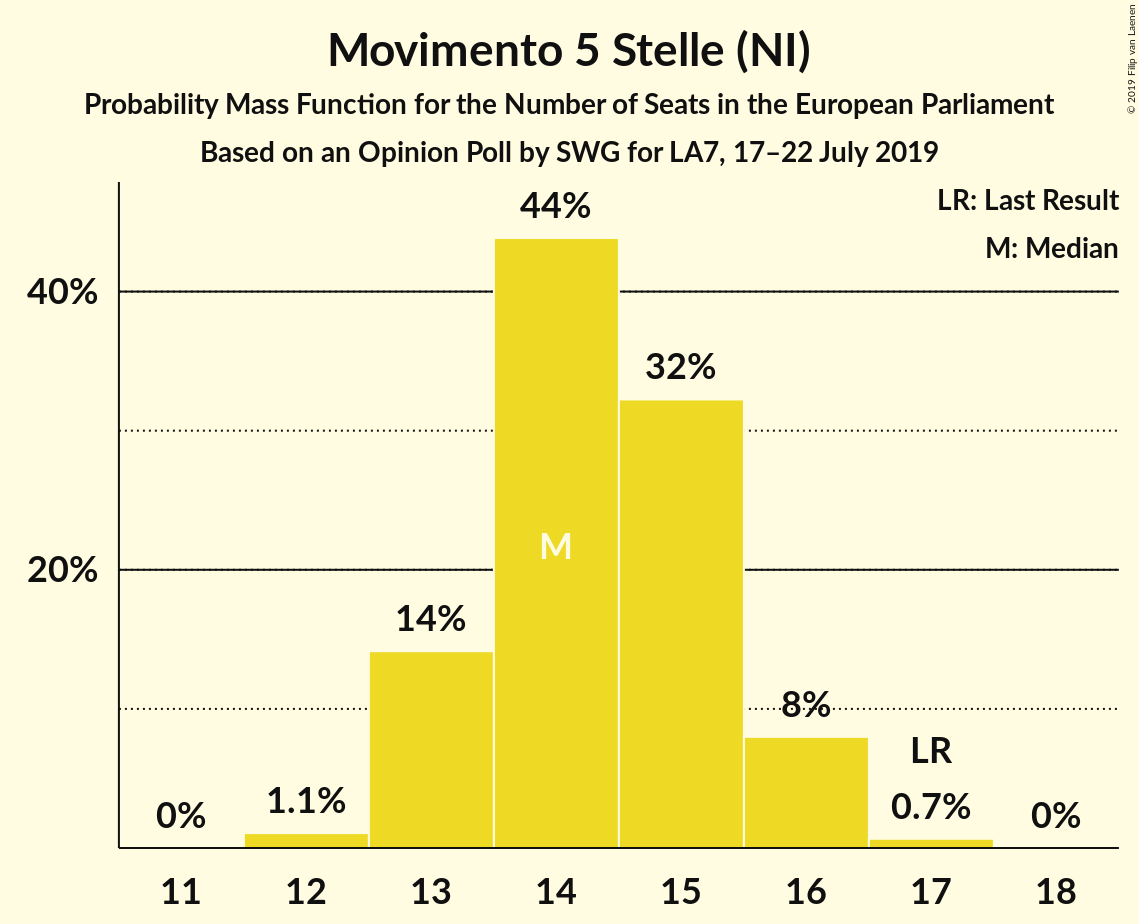 Movimento 5 Stelle (NI)
Probability Mass Function for the Number of Seats in the European Parliament
Based on an Opinion Poll by SWG for LA7, 17–22 July 2019
© 2019 Filip van Laenen
LR: Last Result
M: Median
44%
40%
32%
M
20%
14%
8%
LR
0% 1.1% 0.7% 0%
11 12 13 14 15 16 17 18